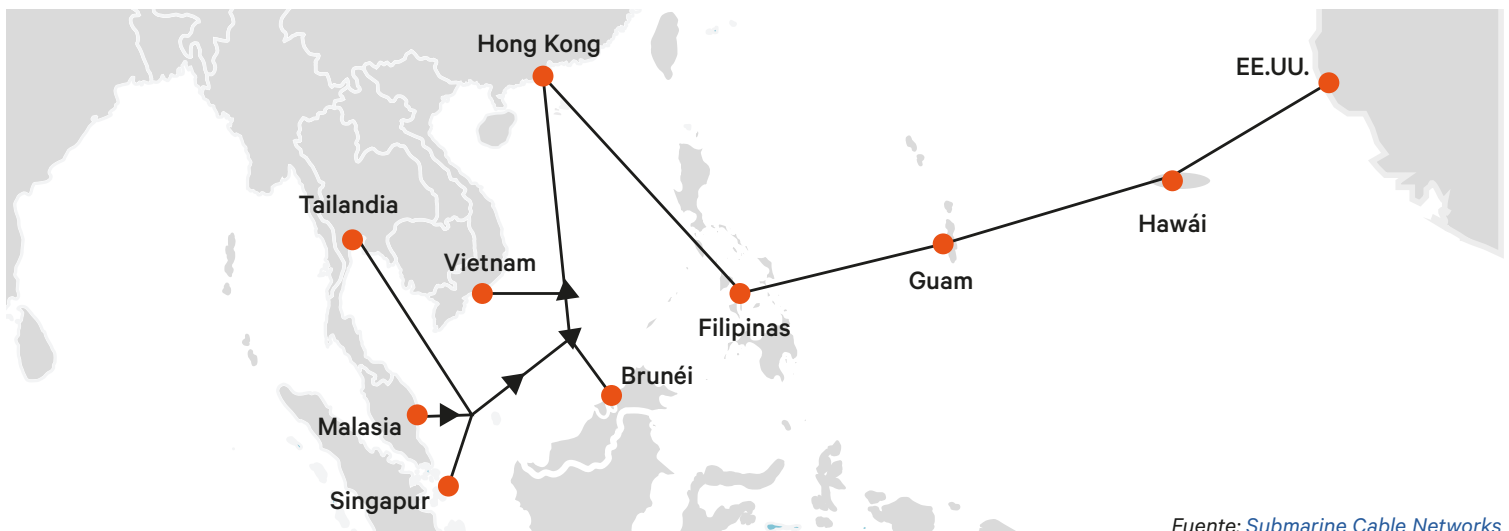 Hong Kong
EE.UU.
Tailandia
Hawái
Vietnam
Guam
Filipinas
Brunéi
Malasia
Singapur
Fuente: Submarine Cable Networks